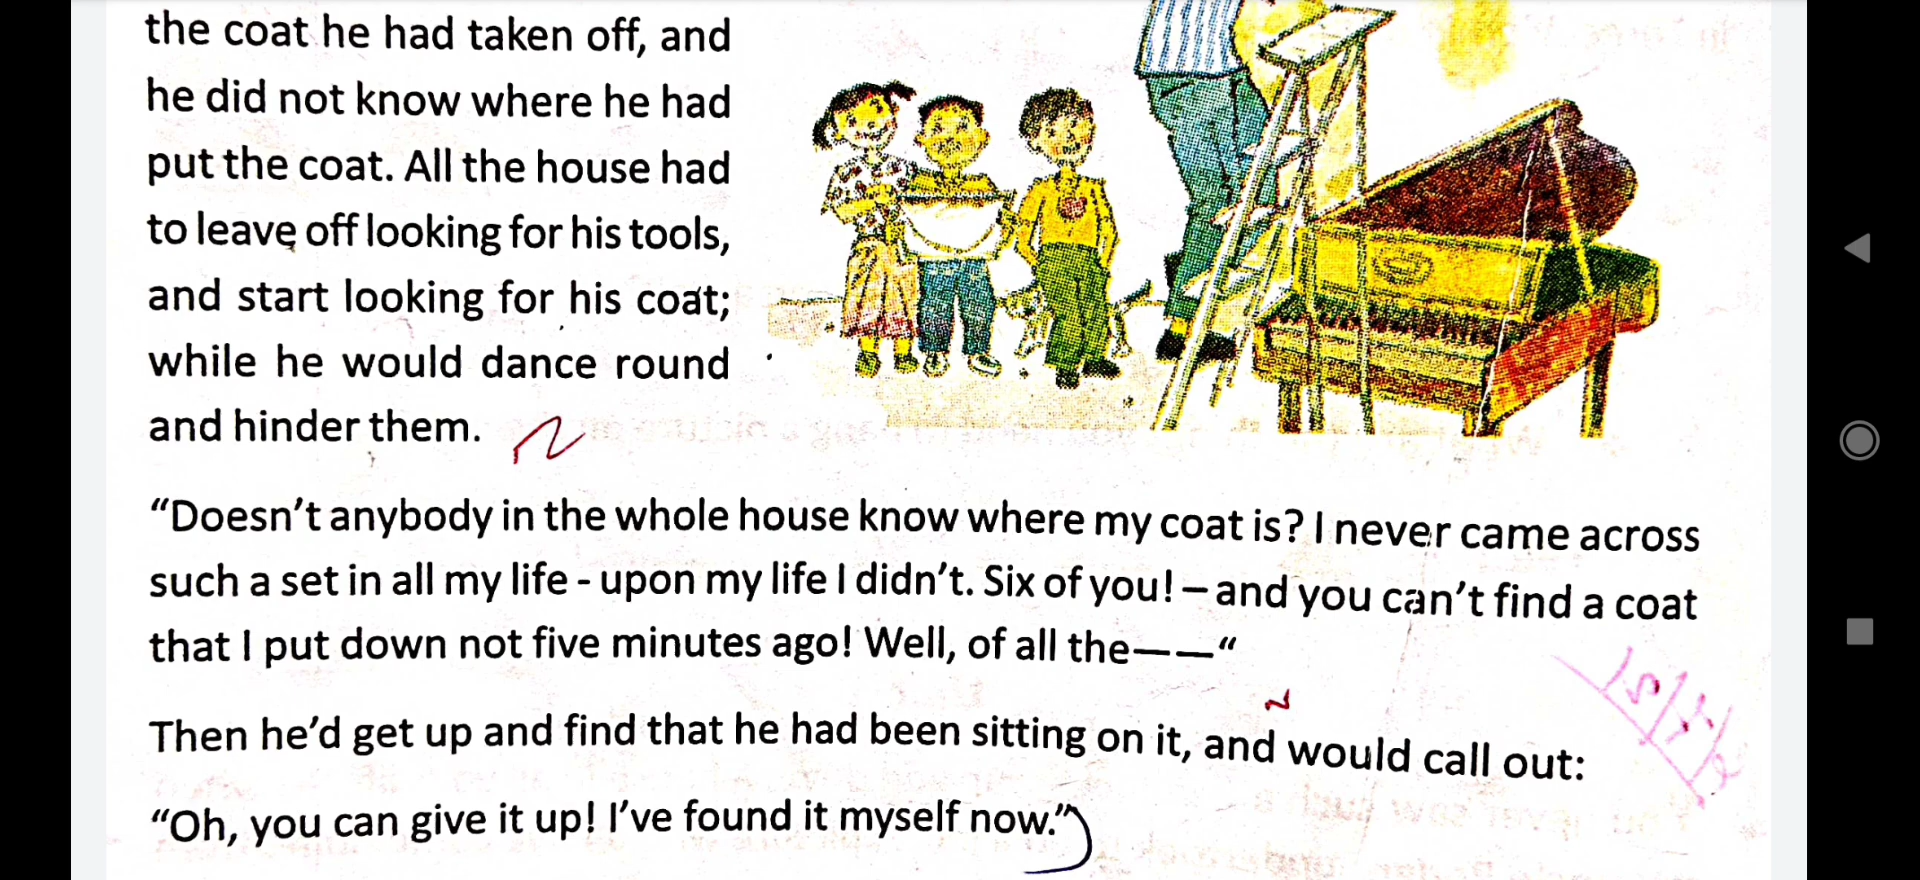 the coat he had taken off, and
he did not know where he had
put the coat. All the house had
to leave off looking for his tools,
and start looking for his coat;
while he would dance round
and hinder them.
“Doesn’t anybody in the whole house know where my coat is? I never came across
such a set in all my life - upon my life I didn’t. Six of you! – and you can’t find a coat
that I put down not five minutes ago! Well, of all the——“
Then he’d get up and find that he had been sitting on it, and would call out:
“Oh, you can give it up! I’ve found it myself now.”